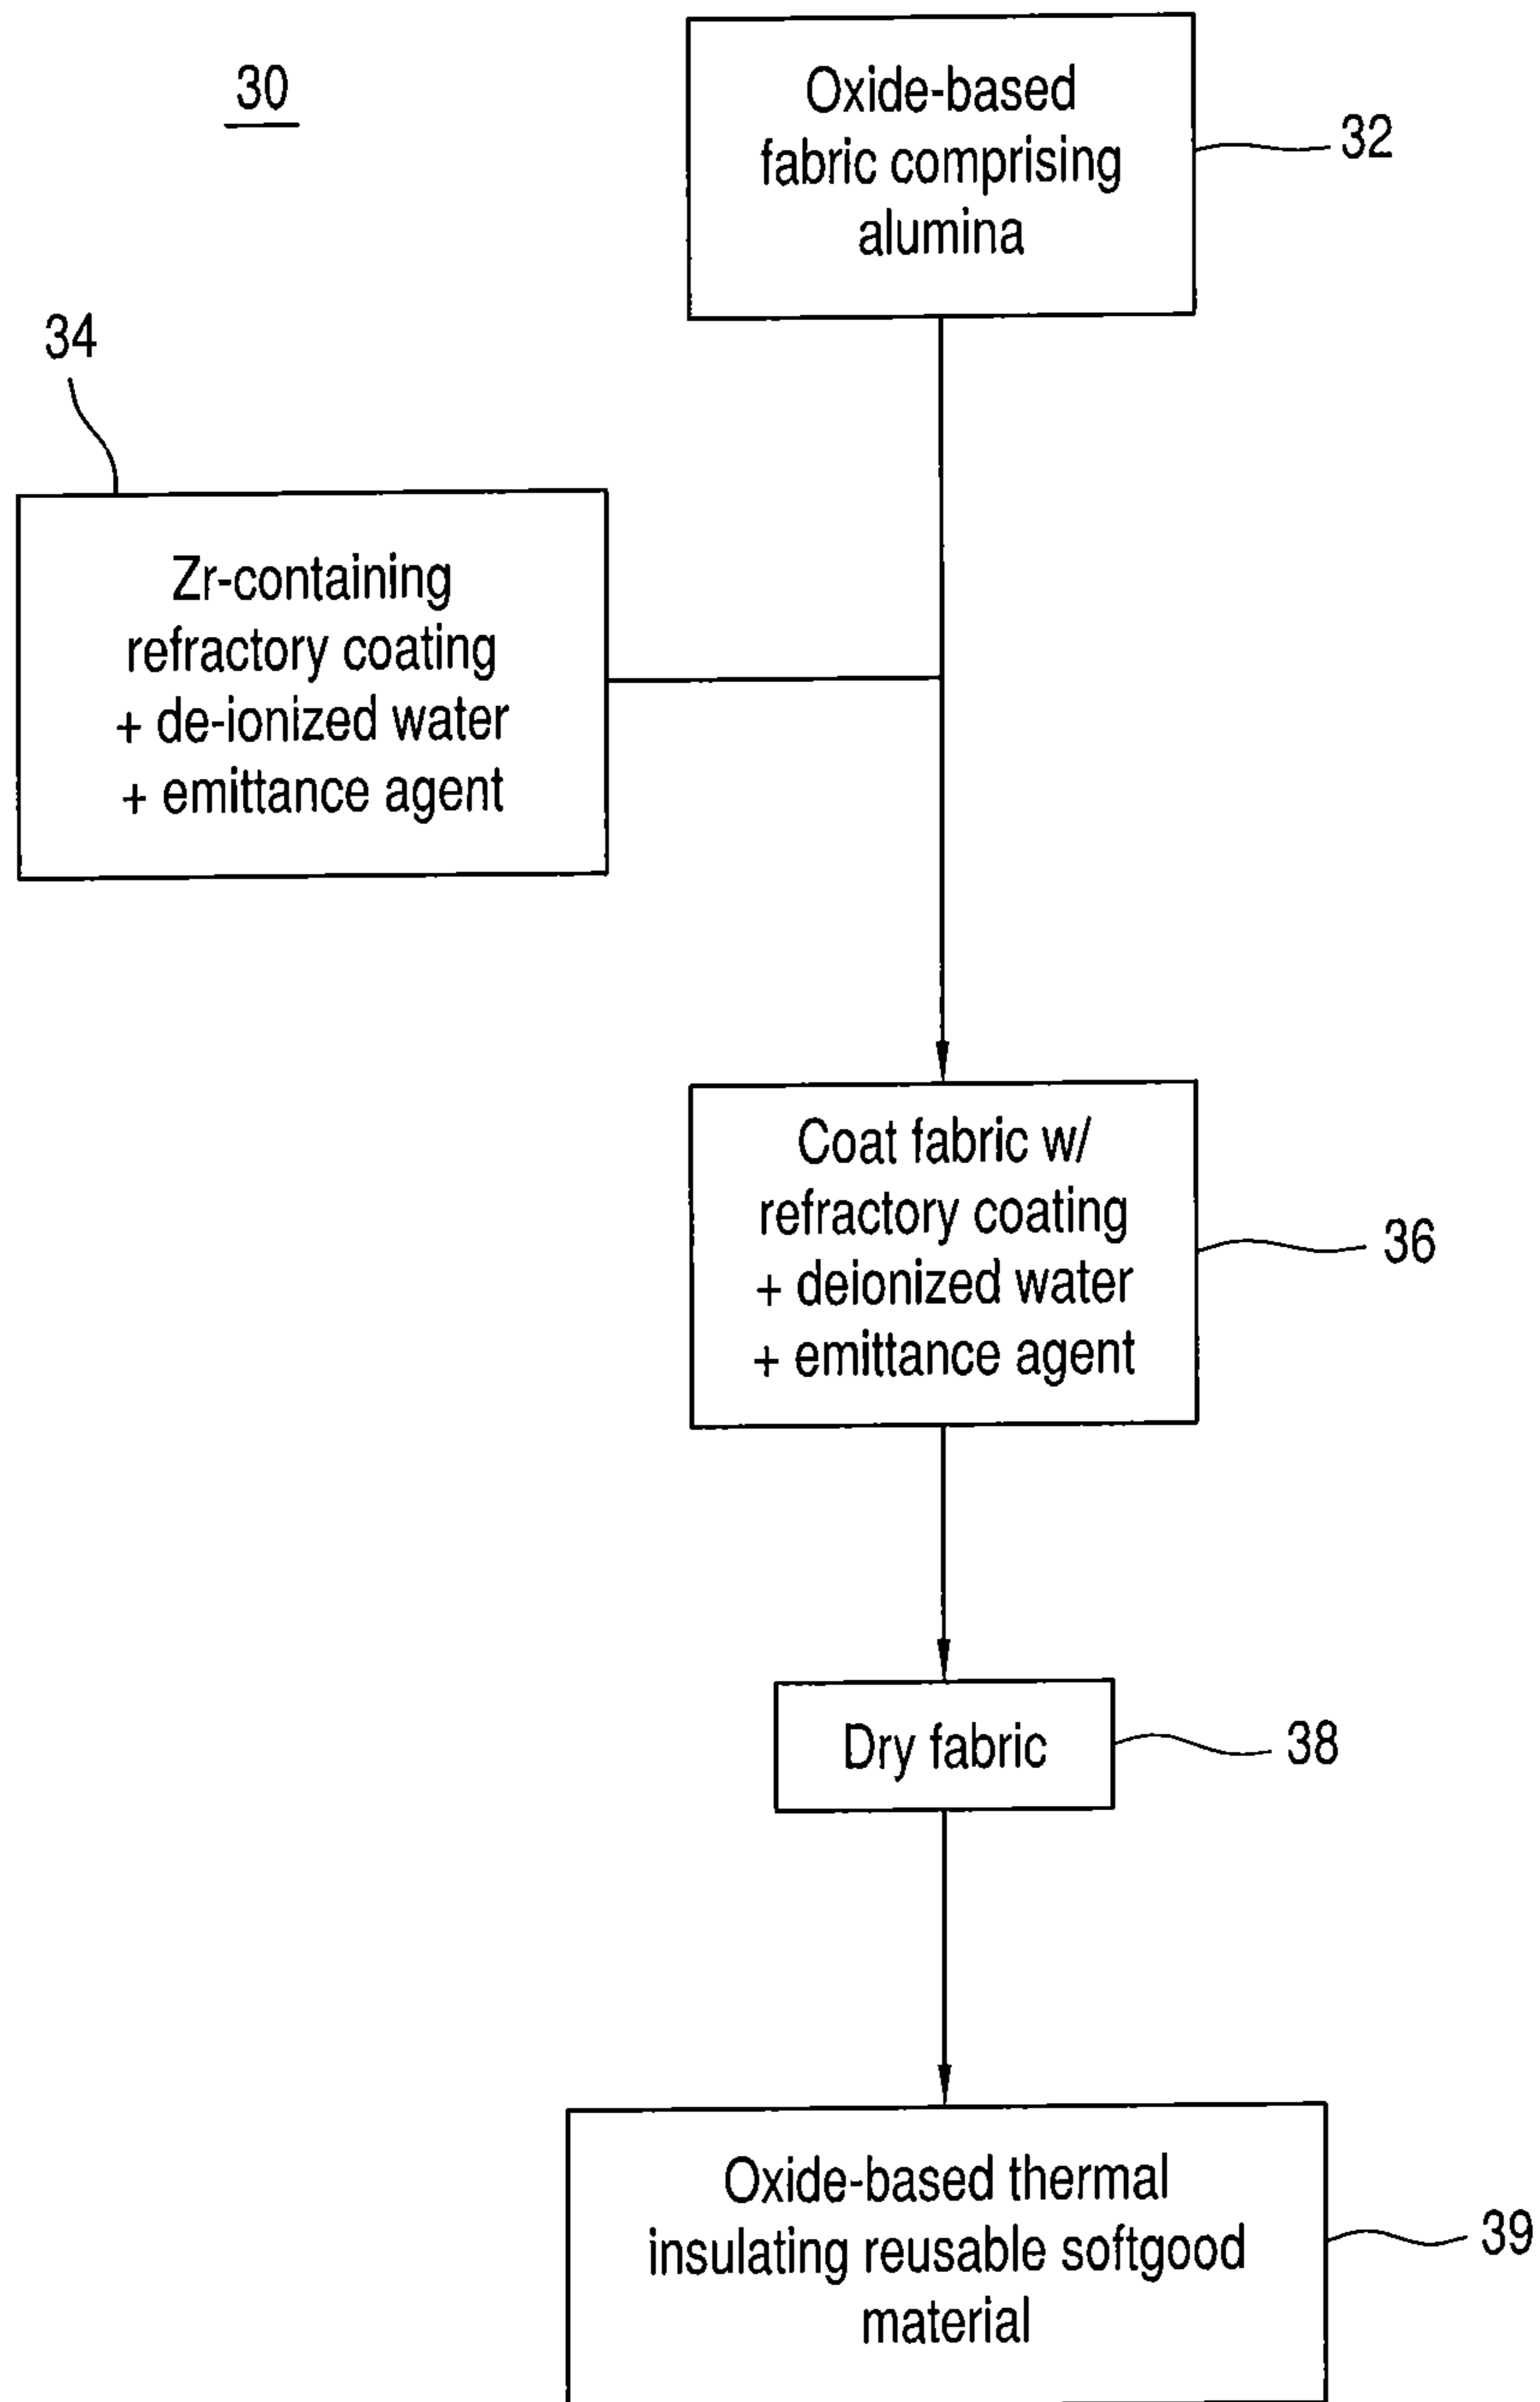 30
Oxide-based
fabric comprising
alumina
32
34
Zr-containing
refractory coating
+ de-ionized water
+ emittance agent
Coat fabric w/
refractory coating
+ deionized water
+ emittance agent
36
Dry fabric
38
Oxide-based thermal
insulating reusable softgood
material
39